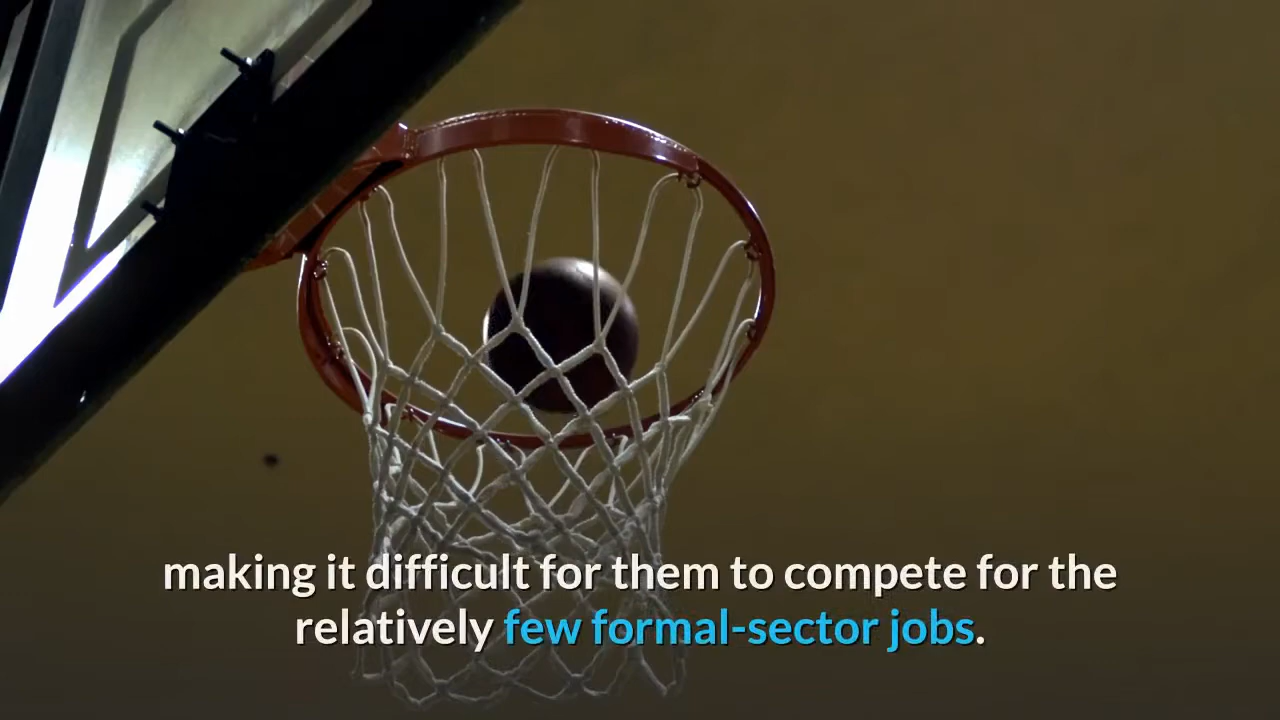 making it difficult for them to compete for the
relatively few formal-sector jobs.